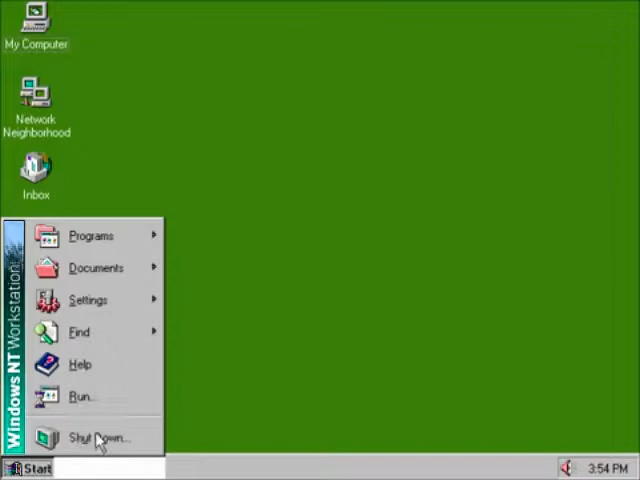 My Computer
Network
Neighborhood
Inbox
Programs
Documents
Settings
Find
Help
Run...
Shut Down...
Windows NT Workstation
Start
3:54 PM